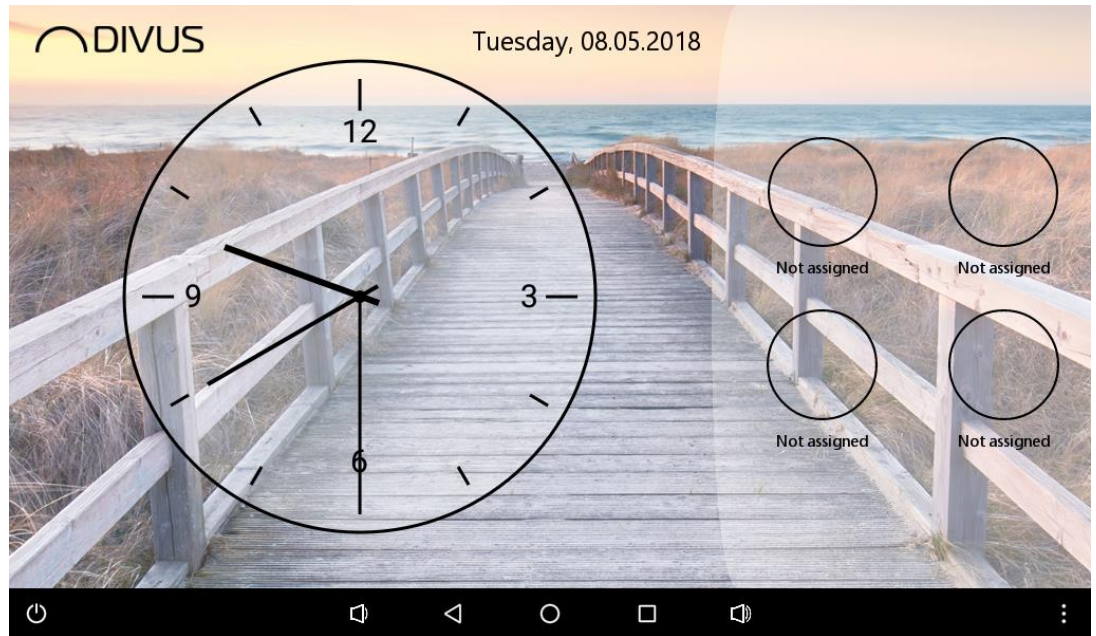 DIVUS
Tuesday, 08.05.2018
12
9
3
6
Not assigned
Not assigned
Not assigned
Not assigned